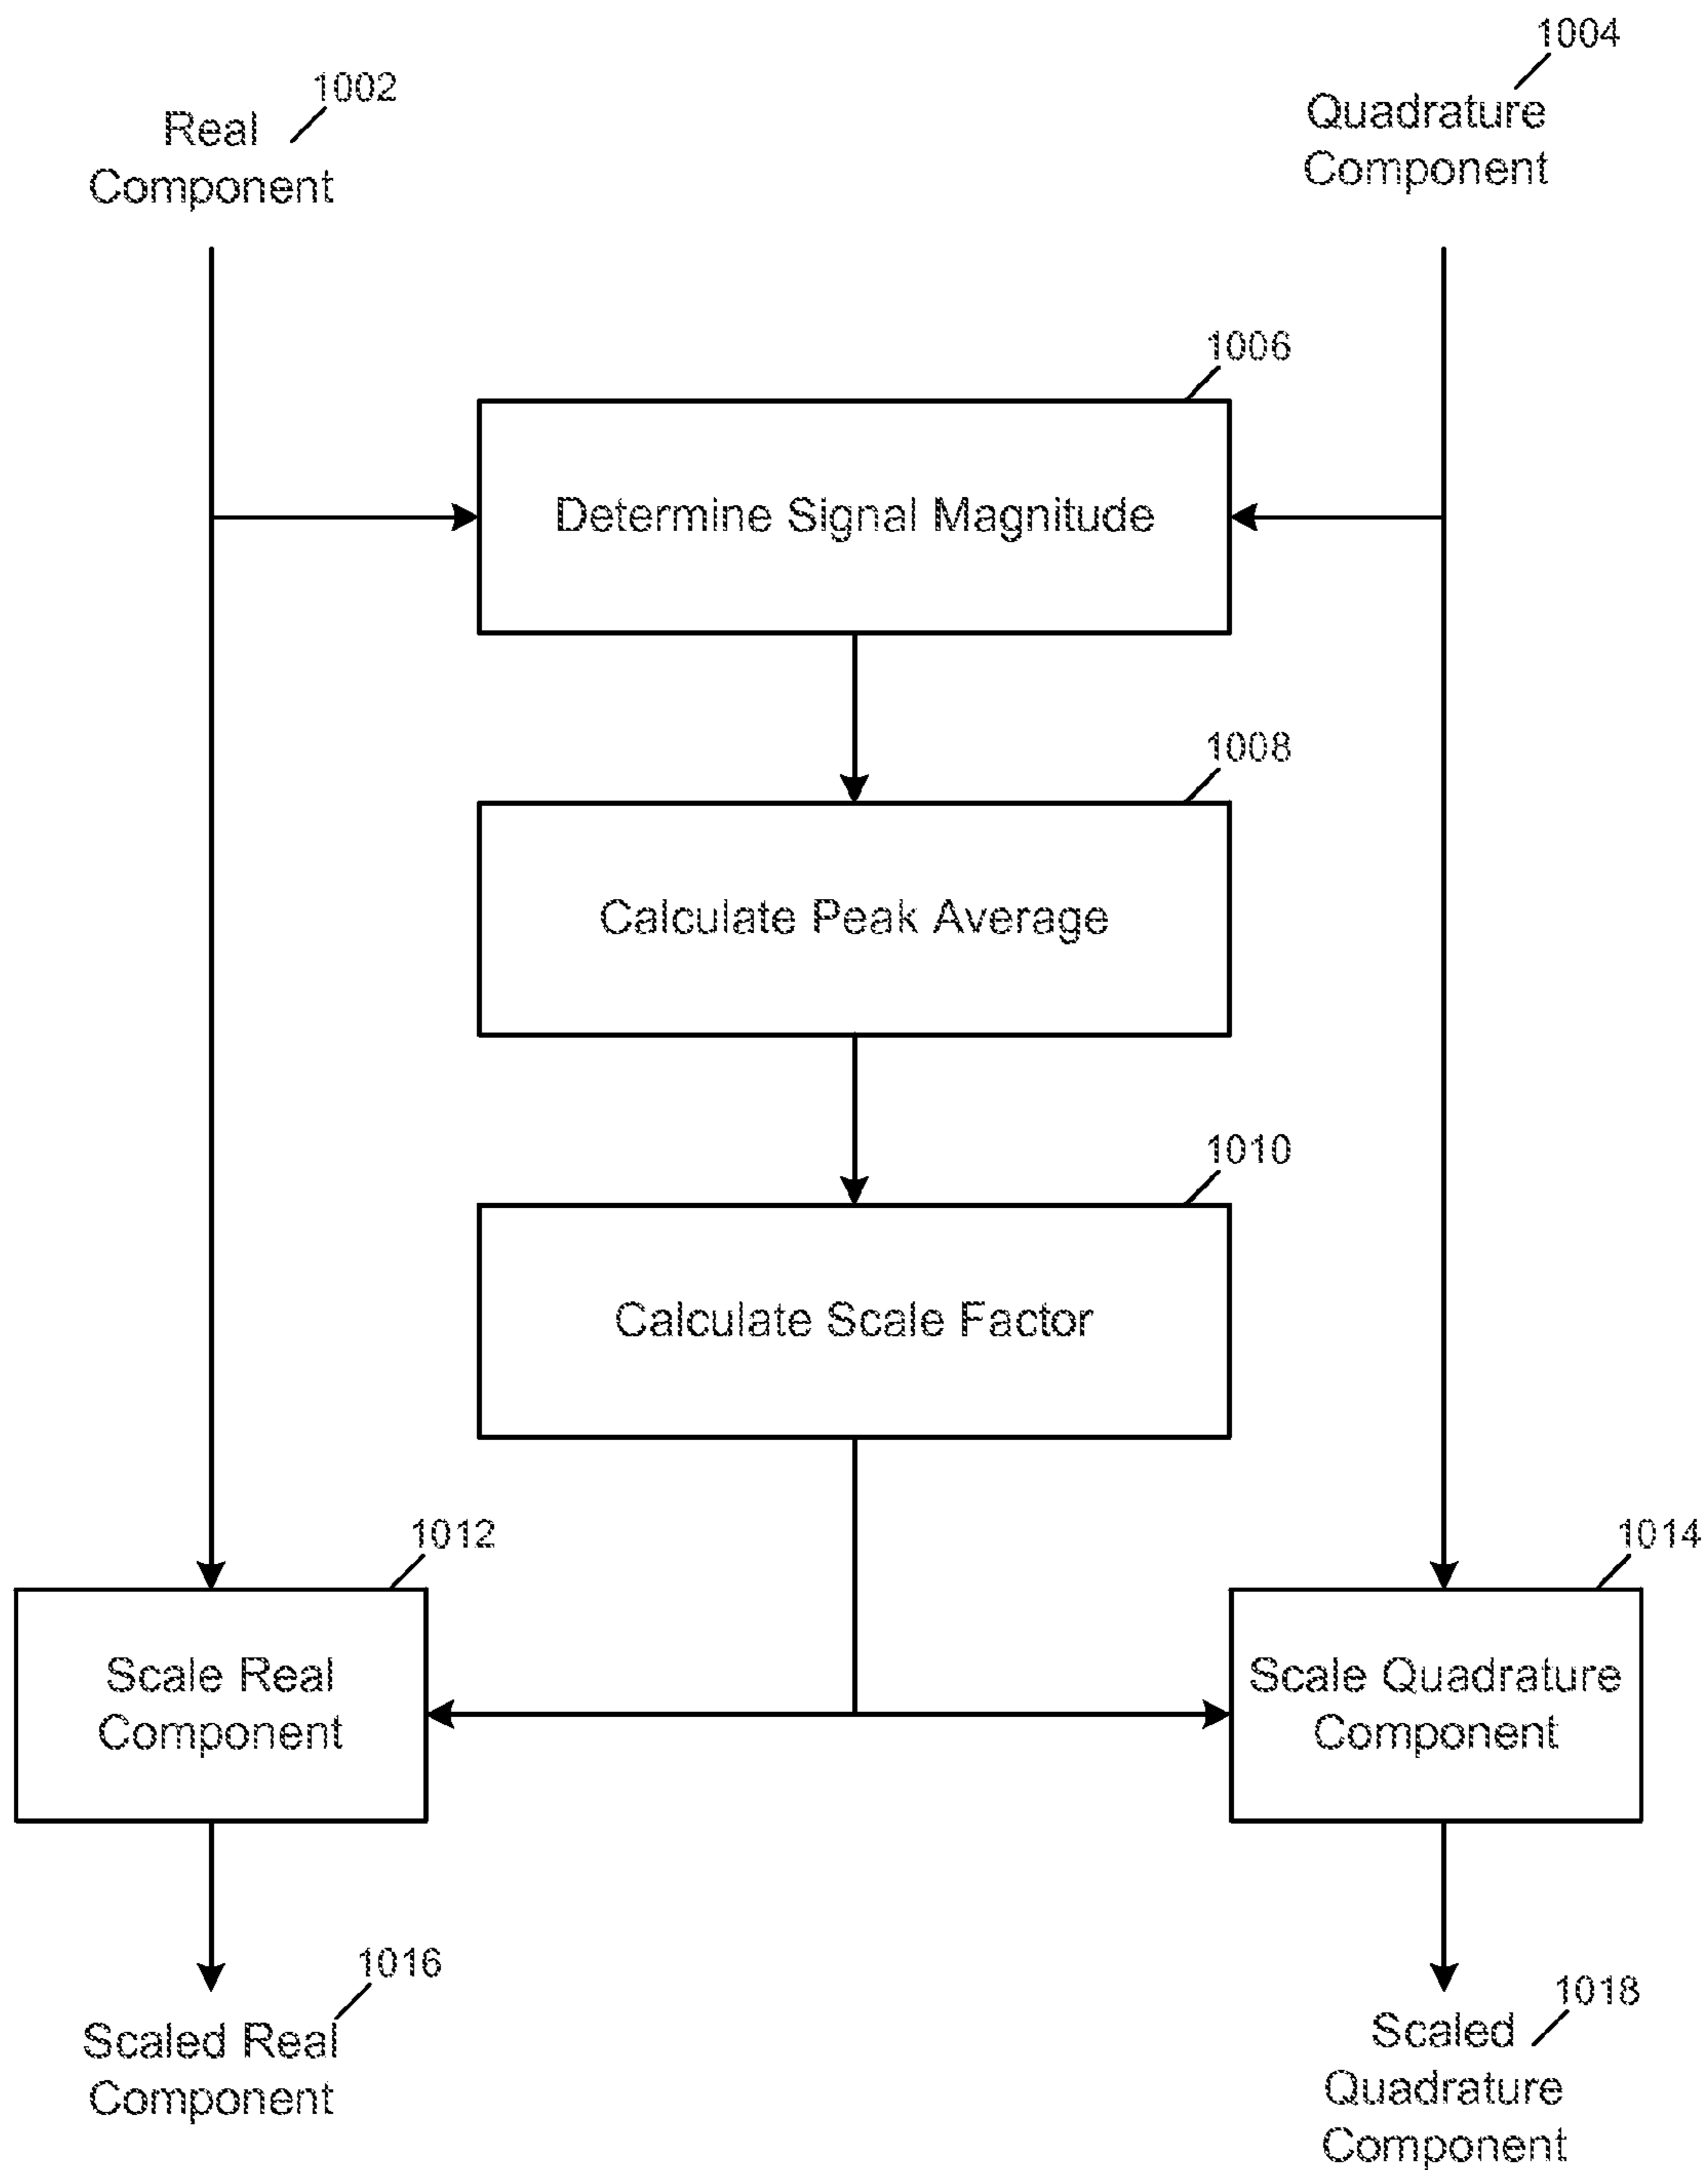 1004
1002
Quadrature
Component
Real
Component
1006
Determine Signal Magnitude
1008
Calculate Peak Average
1010
Calculate Scale Factor
1012
1014
Scale Real
Component
Scale Quadrature
Component
1016
1018
Scaled Real
Component
Scaled
Quadrature
Component